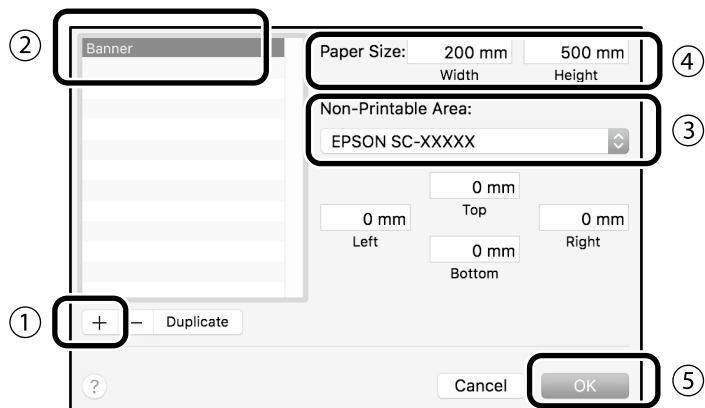 ② Banner
Paper Size: 200 mm 500 mm ④
Width Height
Non-Printable Area:
EPSON SC-XXXXX ③
0 mm
Top
0 mm 0 mm
Left Right
0 mm
Bottom
① + − Duplicate
? Cancel OK ⑤